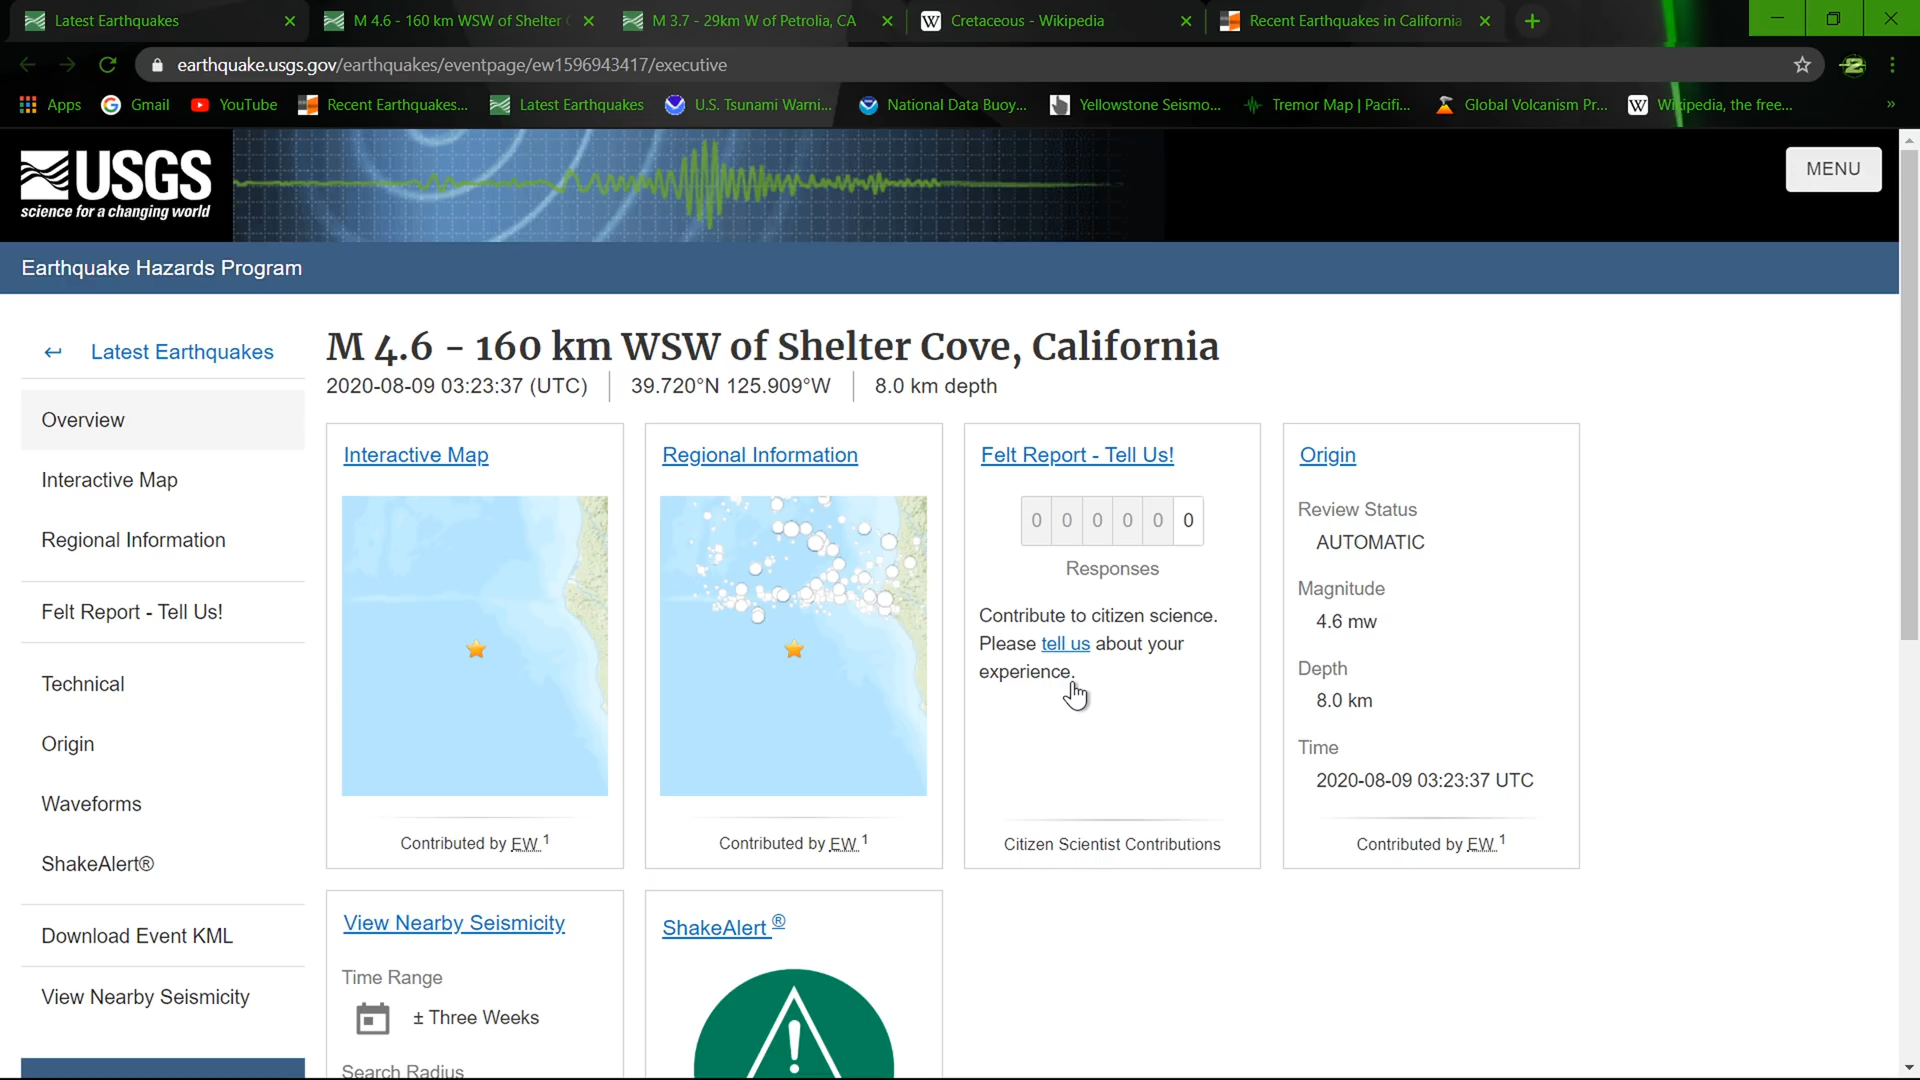 Latest Earthquakes
M 4.6 - 160 km WSW of Shelter
M 3.7 - 29km W of Petrolia, CA
Cretaceous - Wikipedia
Recent Earthquakes in California
earthquake.usgs.gov/earthquakes/eventpage/ew1596943417/executive
Apps
Gmail
YouTube
Recent Earthquakes...
Latest Earthquakes
U.S. Tsunami Warni...
National Data Buoy...
Yellowstone Seismo...
Tremor Map | Pacifi...
Global Volcanism Pr...
Wikipedia, the free...
»
USGS
science for a changing world
MENU
Earthquake Hazards Program
Latest Earthquakes
Overview
Interactive Map
Regional Information
Felt Report - Tell Us!
Technical
Origin
Waveforms
ShakeAlert®
Download Event KML
View Nearby Seismicity
M 4.6 - 160 km WSW of Shelter Cove, California
2020-08-09 03:23:37 (UTC)
39.720°N 125.909°W
8.0 km depth
Interactive Map
Contributed by EW 1
Regional Information
Contributed by EW 1
Felt Report - Tell Us!
0 0 0 0 0 0
Responses
Contribute to citizen science.
Please tell us about your
experience.
Citizen Scientist Contributions
Origin
Review Status
AUTOMATIC
Magnitude
4.6 mw
Depth
8.0 km
Time
2020-08-09 03:23:37 UTC
Contributed by EW 1
View Nearby Seismicity
Time Range
± Three Weeks
Search Radius
ShakeAlert ®